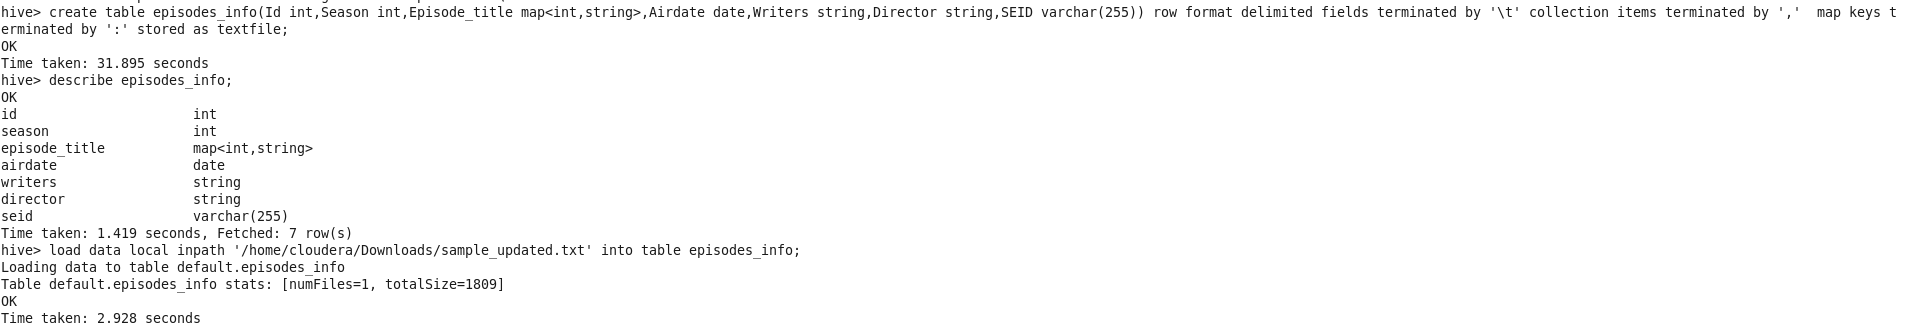 hive> create table episodes_info(Id int,Season int,Episode_title map<int,string>,Airdate date,Writers string,Director string,SEID varchar(255)) row format delimited fields terminated by '\t' collection items terminated by ','  map keys t
erminated by ':' stored as textfile;
OK
Time taken: 31.895 seconds
hive> describe episodes_info;
OK
id                      int
season                  int
episode_title           map<int,string>
airdate                 date
writers                 string
director                string
seid                    varchar(255)
Time taken: 1.419 seconds, Fetched: 7 row(s)
hive> load data local inpath '/home/cloudera/Downloads/sample_updated.txt' into table episodes_info;
Loading data to table default.episodes_info
Table default.episodes_info stats: [numFiles=1, totalSize=1809]
OK
Time taken: 2.928 seconds